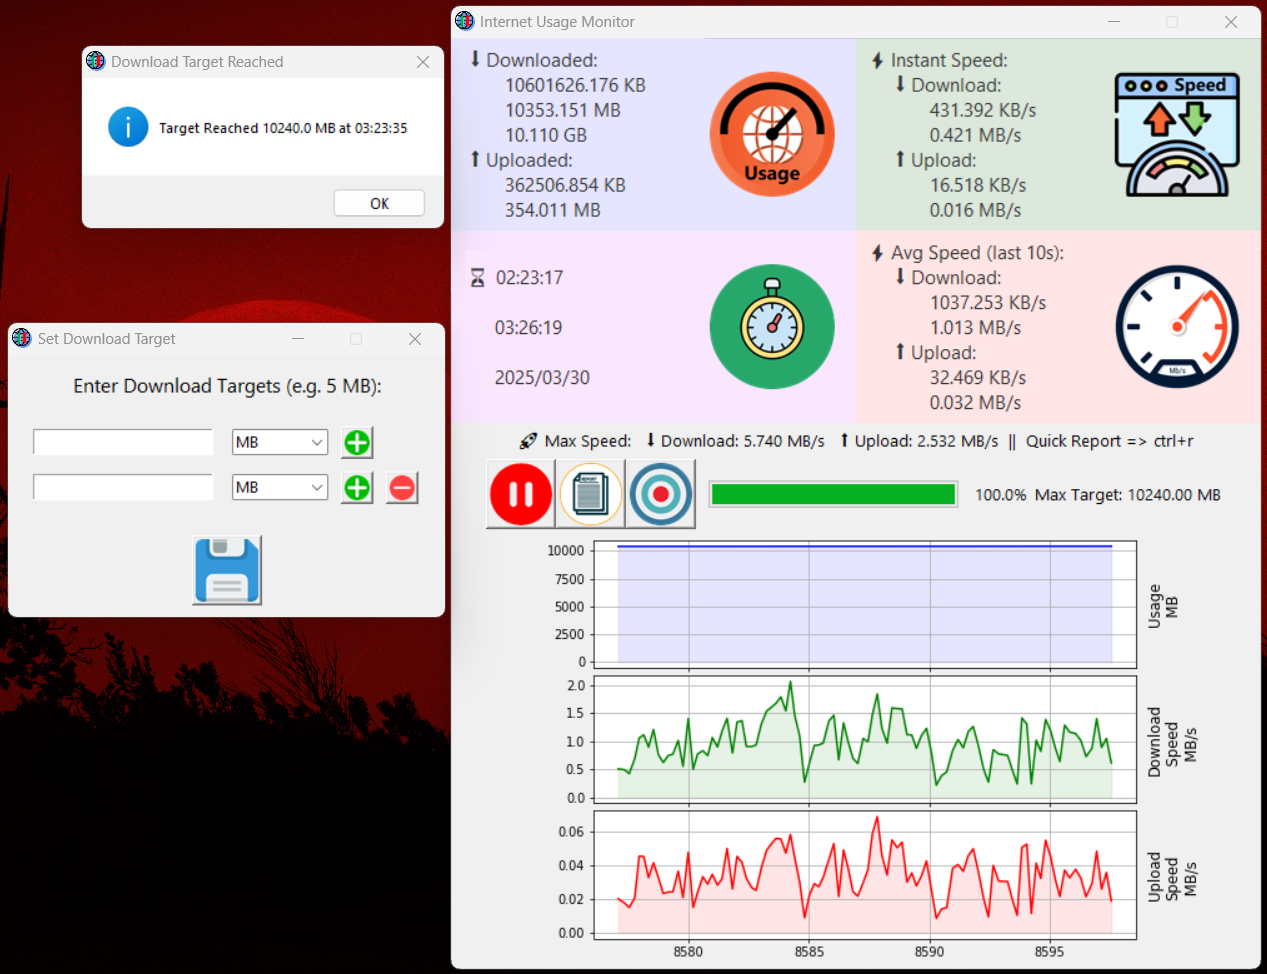 Download Target Reached
Target Reached 10240.0 MB at 03:23:35
OK
Set Download Target
Enter Download Targets (e.g. 5 MB):
MB
MB
Internet Usage Monitor
Downloaded:
10601626.176 KB
10353.151 MB
10.110 GB
Uploaded:
362506.854 KB
354.011 MB
Usage
Instant Speed:
Download:
431.392 KB/s
0.421 MB/s
Upload:
16.518 KB/s
0.016 MB/s
Speed
02:23:17
03:26:19
2025/03/30
Avg Speed (last 10s):
Download:
1037.253 KB/s
1.013 MB/s
Upload:
32.469 KB/s
0.032 MB/s
Mb/s
Max Speed: Download: 5.740 MB/s Upload: 2.532 MB/s || Quick Report => ctrl+r
REPORT
100.0% Max Target: 10240.00 MB
10000
7500
5000
2500
0
Usage
MB
2.0
1.5
1.0
0.5
0.0
Download
Speed
MB/s
0.06
0.04
0.02
0.00
Upload
Speed
MB/s
8580 8585 8590 8595